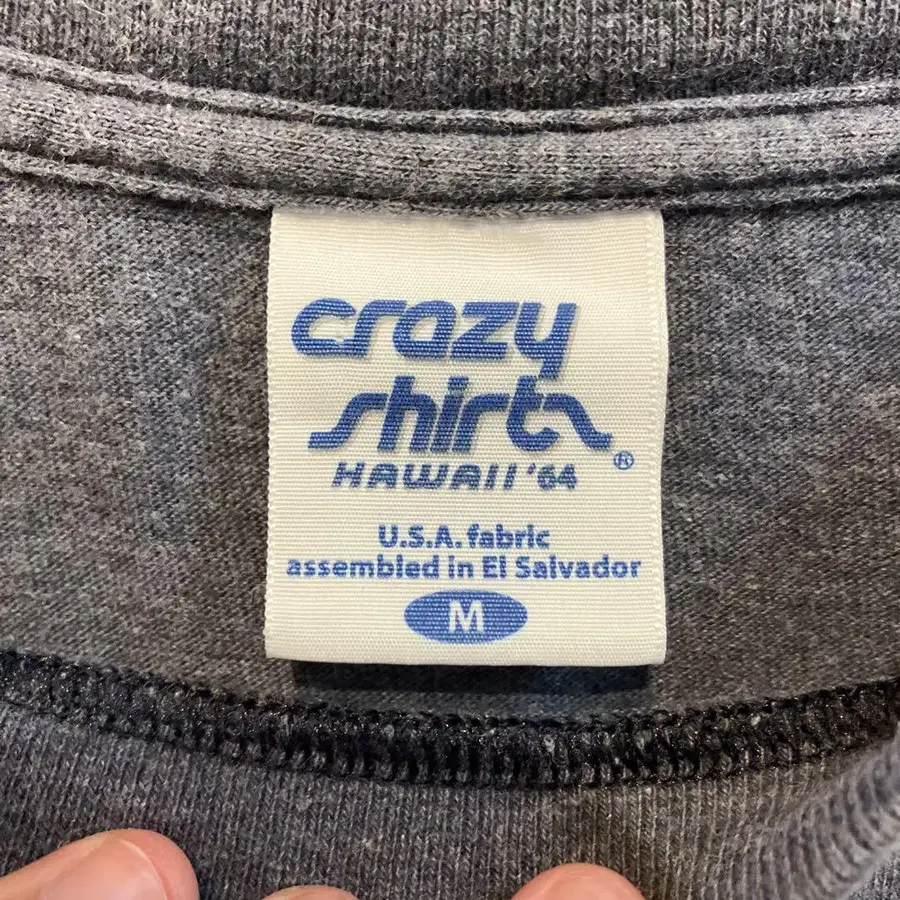 crazy
shirts®
HAWAII '64
U.S.A. fabric
assembled in El Salvador
M